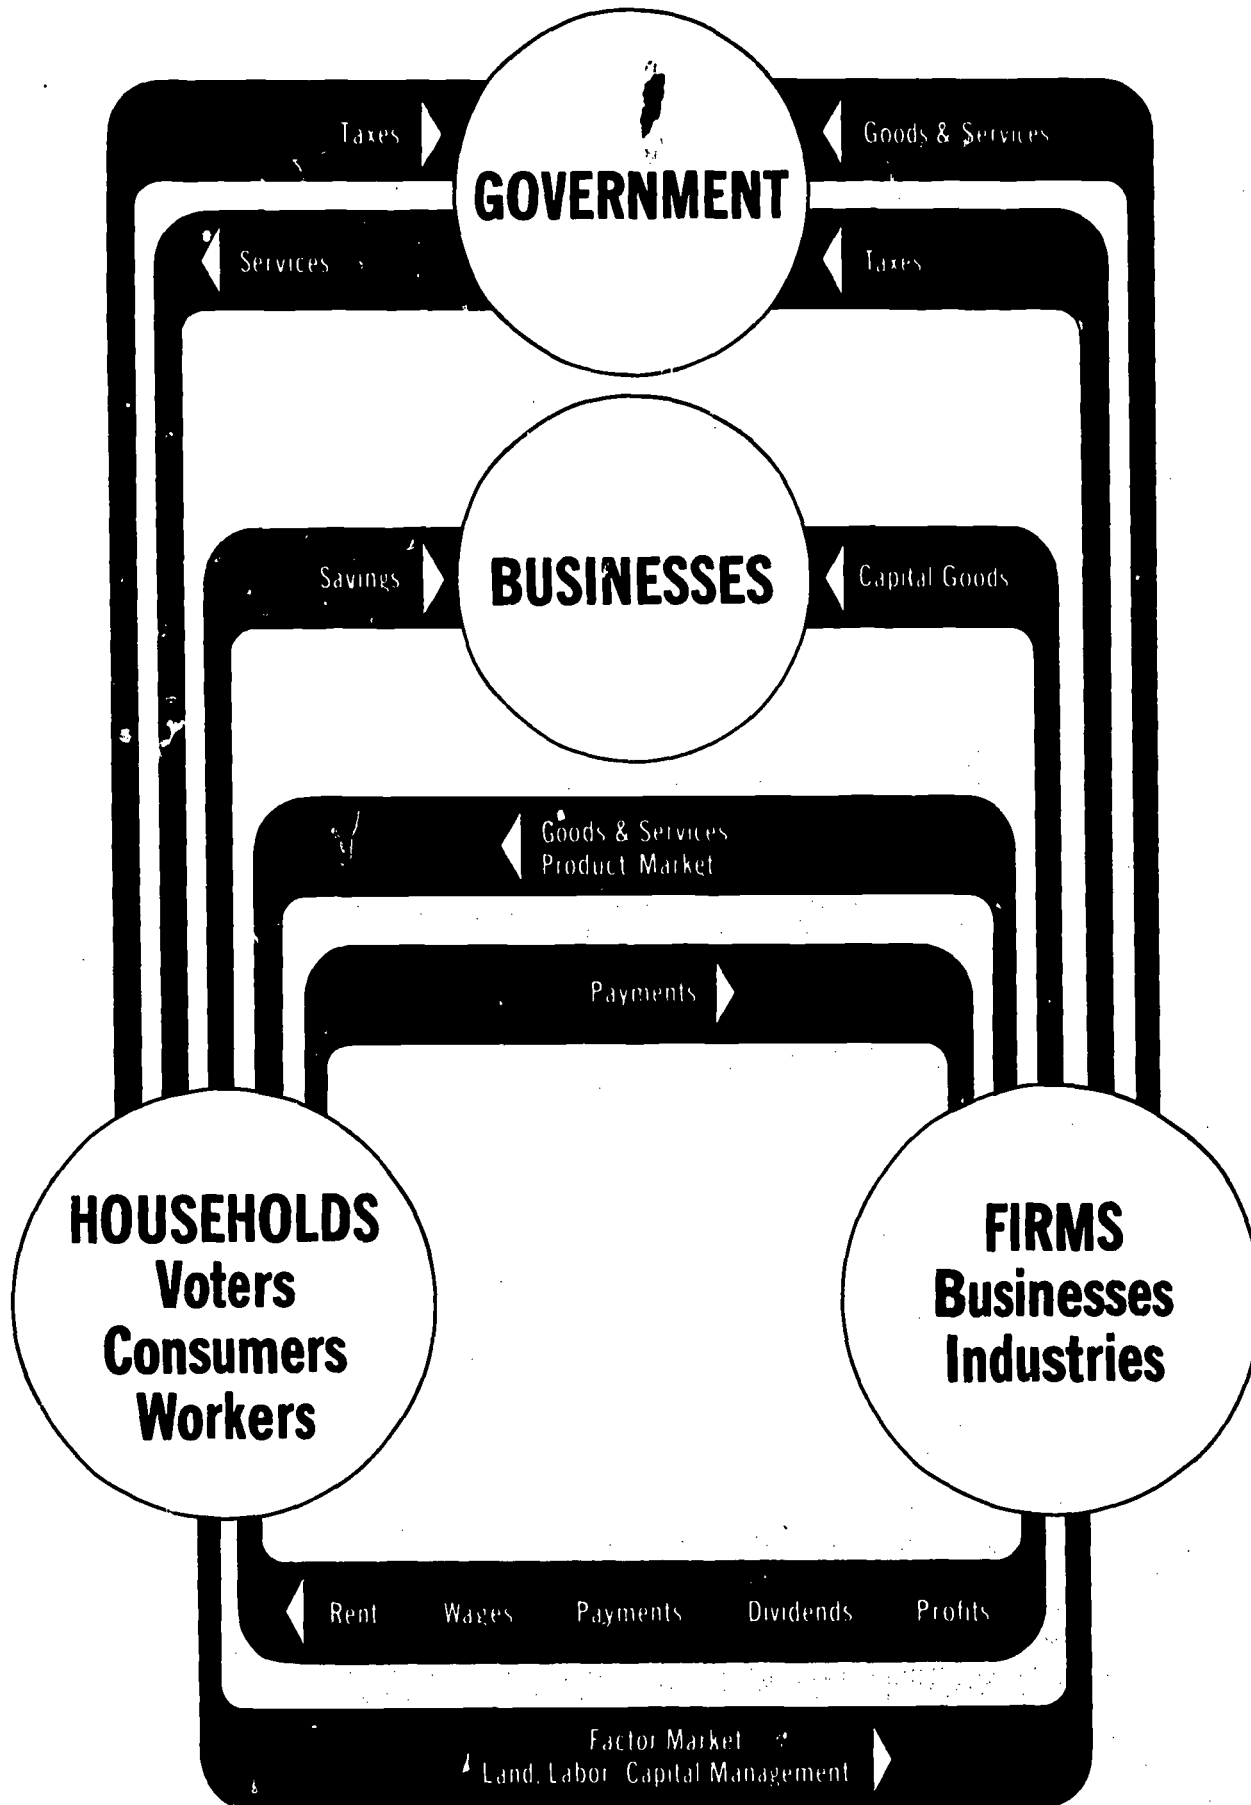 Taxes
Goods & Services
GOVERNMENT
Services
Taxes
Savings
BUSINESSES
Capital Goods
Goods & Services
Product Market
Payments
HOUSEHOLDS
Voters
Consumers
Workers
FIRMS
Businesses
Industries
Rent Wages Payments Dividends Profits
Factor Market
Land, Labor Capital Management